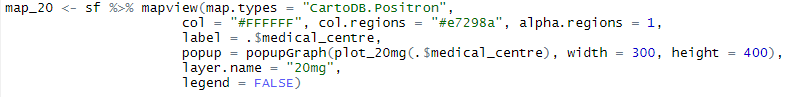 map_20 <- sf %>% mapview(map.types = "CartoDB.Positron",
col = "#FFFFFF", col.regions = "#e7298a", alpha.regions = 1,
label = .$medical_centre,
popup = popupGraph(plot_20mg(.$medical_centre), width = 300, height = 400),
layer.name = "20mg",
legend = FALSE)